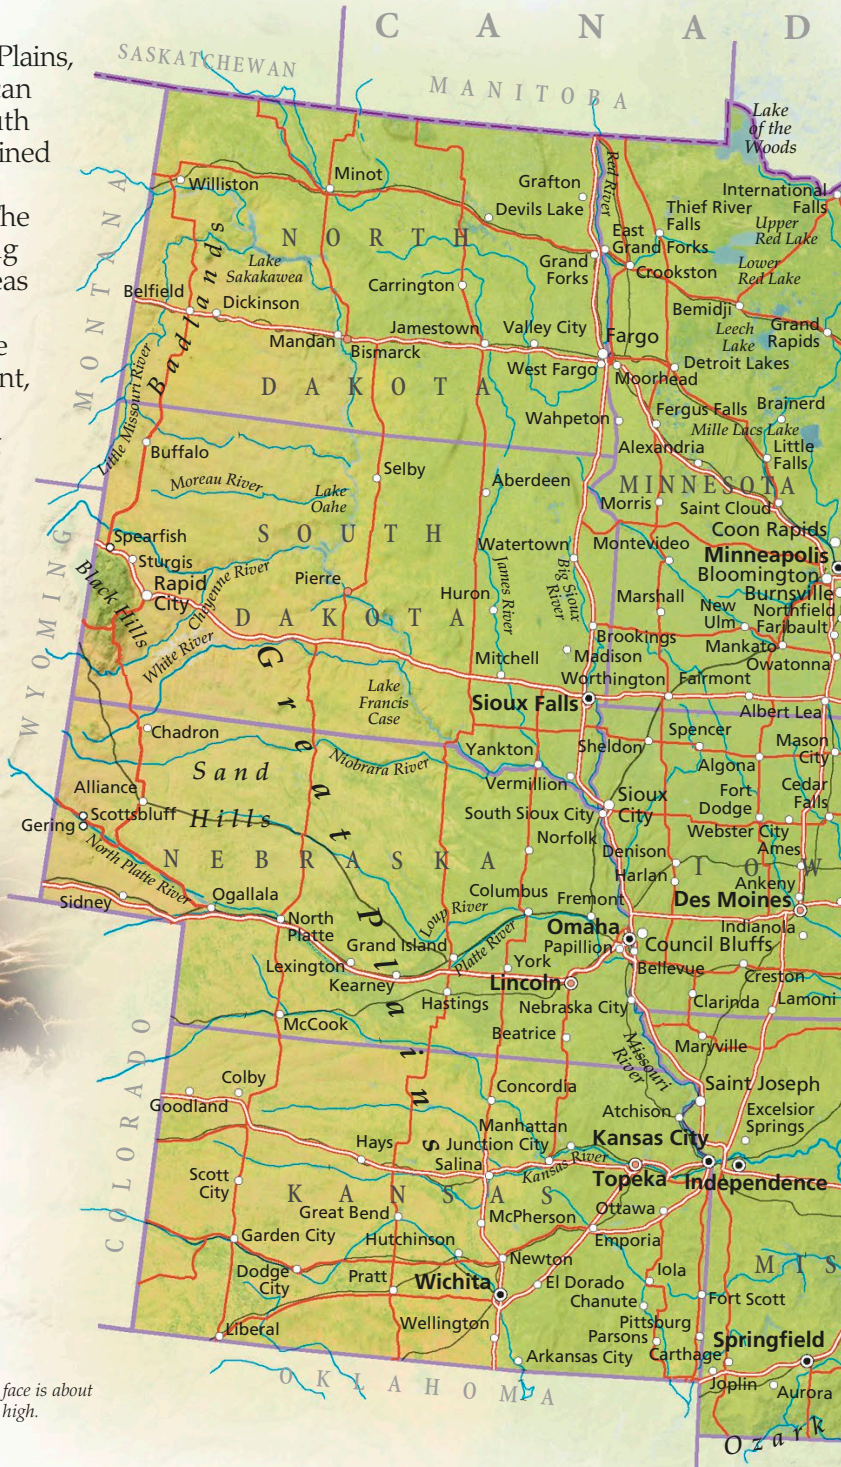 C A N A D
Plains,
SASKATCHEWAN
MANITOBA
Lake
of the
Woods
Williston
Minot
Grafton
Devils Lake
Red River
International
Falls
Thief River
Falls
Upper
Red Lake
East
Grand Forks
NORTH
Lake
Sakakawea
Grand
Forks
Crookston
Lower
Red Lake
MONTANA
Belfield
Dickinson
Badlands
Carrington
Bemidji
Leech
Lake
Grand
Rapids
Mandan
Bismarck
Jamestown
Valley City
Fargo
West Fargo
Moorhead
Detroit Lakes
Little Missouri River
DAKOTA
Wahpeton
Fergus Falls
Brainerd
Mille Lacs Lake
Alexandria
Little
Falls
Buffalo
Moreau River
Selby
Lake
Oahe
Aberdeen
MINNESOTA
Morris
Saint Cloud
Coon Rapids
Spearfish
Sturgis
SOUTH
Watertown
Montevideo
Minneapolis
Bloomington
Burnsville
Black Hills
Rapid
City
Cheyenne River
Pierre
Huron
James River
Big Sioux
River
Marshall
New
Ulm
Northfield
Faribault
WYOMING
White River
DAKOTA
Brookings
Mankato
Owatonna
Great Plains
Mitchell
Madison
Worthington
Fairmont
Lake
Francis
Case
Sioux Falls
Albert Lea
Chadron
Niobrara River
Yankton
Sheldon
Spencer
Mason
City
Sand
Hills
Vermillion
Algona
Alliance
Scottsbluff
Gering
South Sioux City
Sioux
City
Fort
Dodge
Cedar
Falls
Webster City
North Platte River
NEBRASKA
Norfolk
Denison
Ames
IOW
Harlan
Ankeny
Sidney
Ogallala
Columbus
Fremont
Des Moines
Loup River
North
Platte
Omaha
Indianola
Grand Island
Platte River
Papillion
Council Bluffs
Lexington
York
Bellevue
Kearney
Lincoln
Creston
Hastings
Nebraska City
Clarinda
Lamoni
McCook
Beatrice
Missouri
River
Maryville
COLORADO
Colby
Goodland
Concordia
Saint Joseph
Atchison
Excelsior
Springs
Manhattan
Hays
Junction City
Kansas City
Salina
Kansas River
Scott
City
Topeka
Independence
KANSAS
Great Bend
McPherson
Ottawa
Garden City
Hutchinson
Emporia
Newton
MIS
Dodge
City
Pratt
Wichita
El Dorado
Iola
Chanute
Fort Scott
Liberal
Wellington
Pittsburg
Parsons
Springfield
Arkansas City
Carthage
Joplin
Aurora
OKLAHOMA
Ozark
face is about
high.